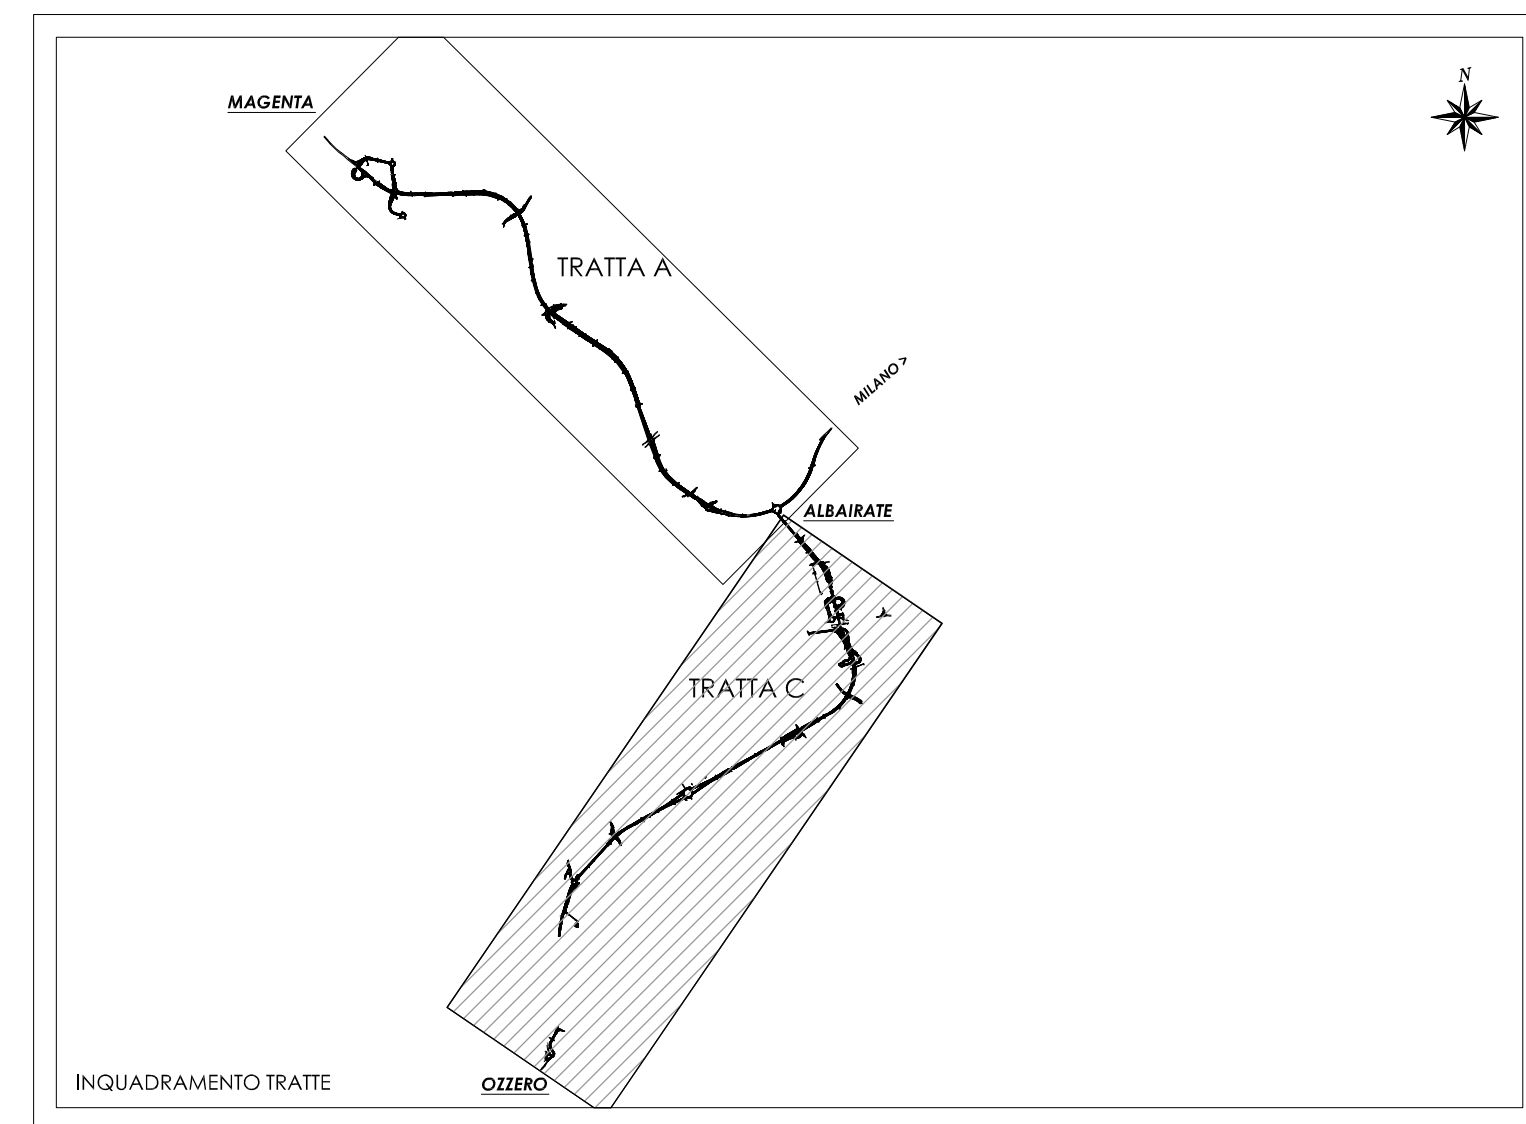 N
MAGENTA
TRATTA A
MILANO >
ALBAIRATE
TRATTA C
INQUADRAMENTO TRATTE
OZZERO